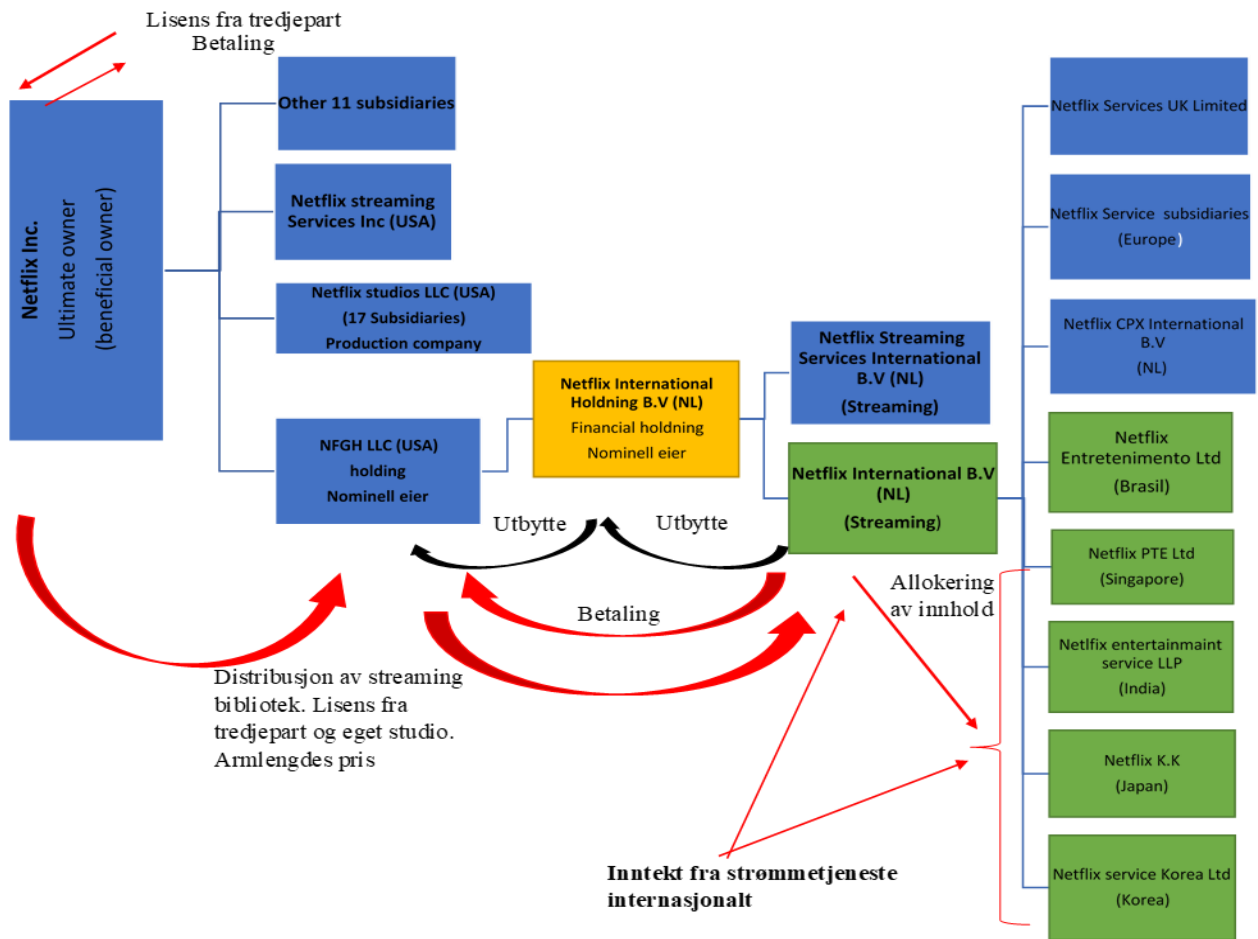 Lisens fra tredjepart
Betaling
Netflix Inc.
Ultimate owner
(beneficial owner)
Other 11 subsidiaries
Netflix streaming
Services Inc (USA)
Netflix studios LLC (USA)
(17 Subsidiaries)
Production company
NFGH LLC (USA)
holding
Nominell eier
Netflix International
Holdning B.V (NL)
Financial holdning
Nominell eier
Netflix Streaming
Services International
B.V (NL)
(Streaming)
Netflix International B.V
(NL)
(Streaming)
Netflix Services UK Limited
Netflix Service subsidiaries
(Europe)
Netflix CPX International
B.V
(NL)
Netflix
Entretenimento Ltd
(Brasil)
Netflix PTE Ltd
(Singapore)
Netlfix entertainmaint
service LLP
(India)
Netflix K.K
(Japan)
Netflix service Korea Ltd
(Korea)
Utbytte
Utbytte
Betaling
Allokering
av innhold
Distribusjon av streaming
bibliotek. Lisens fra
tredjepart og eget studio.
Armlengdes pris
Inntekt fra strømmetjeneste
internasjonalt